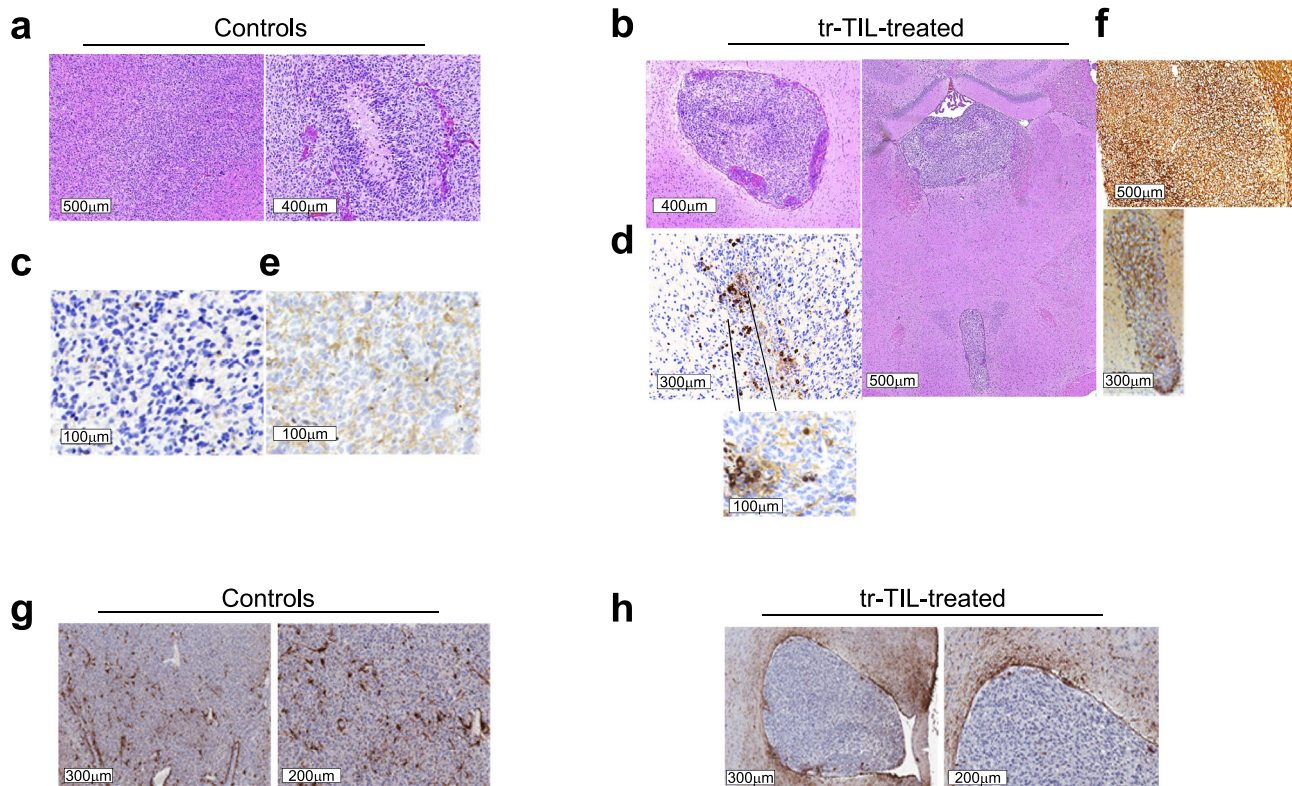 a
Controls
500μm
400μm
b
tr-TIL-treated
f
400μm
500μm
500μm
c
e
100μm
100μm
d
300μm
300μm
100μm
g
Controls
300μm
200μm
h
tr-TIL-treated
300μm
200μm